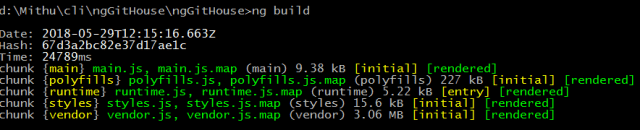 d:\Mithu\cli\ngGitHouse\ngGitHouse>ng build
Date: 2018-05-29T12:15:16.663Z
Hash: 67d3a2bc82e37d17ae1c
Time: 24789ms
chunk {main} main.js, main.js.map (main) 9.38 kB [initial] [rendered]
chunk {polyfills} polyfills.js, polyfills.js.map (polyfills) 227 kB [initial] [rendered]
chunk {runtime} runtime.js, runtime.js.map (runtime) 5.22 kB [entry] [rendered]
chunk {styles} styles.js, styles.js.map (styles) 15.6 kB [initial] [rendered]
chunk {vendor} vendor.js, vendor.js.map (vendor) 3.06 MB [initial] [rendered]